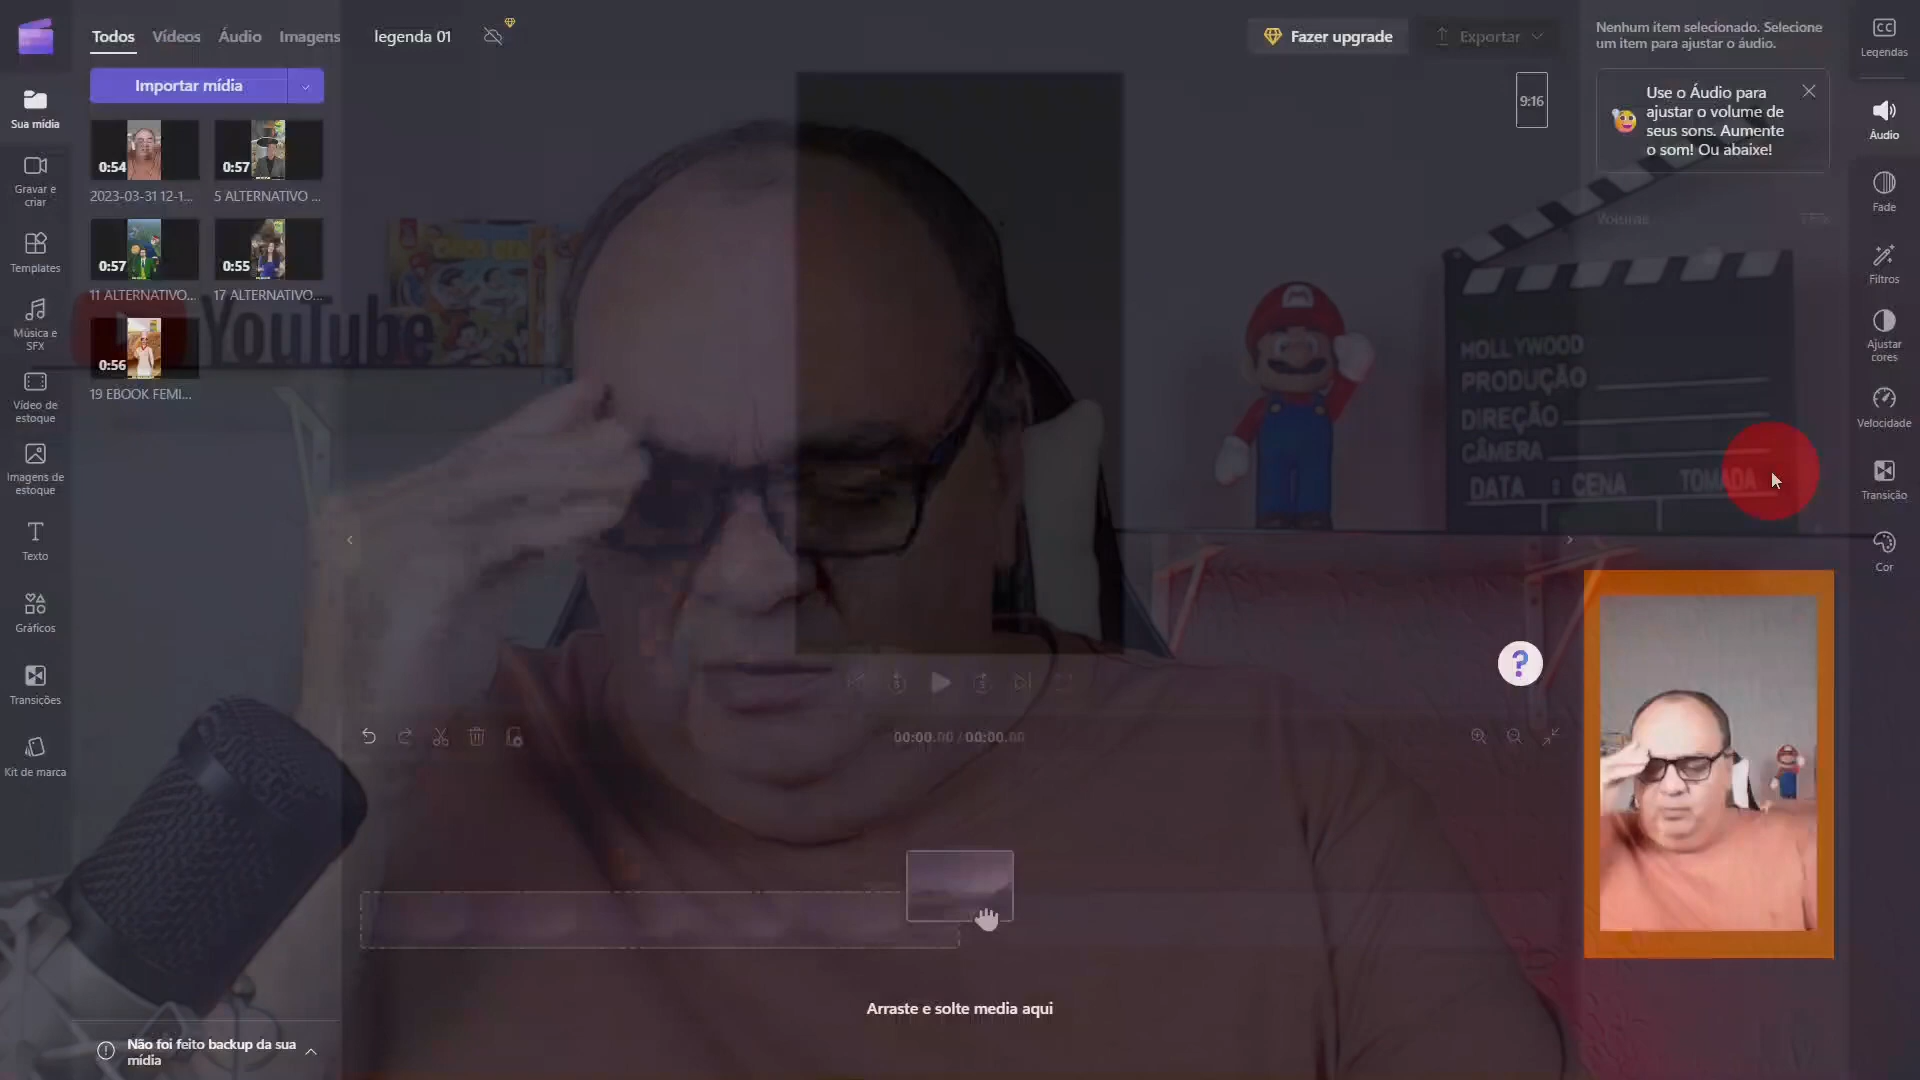 Todos
Vídeos
Áudio
Imagens
legenda 01
Fazer upgrade
Exportar
Nenhum item selecionado. Selecione
um item para ajustar o áudio.
CC
Legendas
Importar mídia
Sua mídia
0:54
2023-03-31 12-1...
0:57
5 ALTERNATIVO ...
9:16
Use o Áudio para
ajustar o volume de
seus sons. Aumente
o som! Ou abaixe!
Áudio
Gravar e
criar
Fade
Volume
Templates
0:57
11 ALTERNATIVO...
0:55
17 ALTERNATIVO...
Filtros
Música e
SFX
YouTube
0:56
19 EBOOK FEMI...
Ajustar
cores
HOLLYWOOD
PRODUÇÃO
DIREÇÃO
CÂMERA
DATA : CENA TOMADA
Vídeo de
estoque
Velocidade
Imagens de
estoque
Transição
Texto
Cor
Gráficos
?
Transições
5
5
00:00.00 / 00:00.00
Kit de marca
Arraste e solte media aqui
Não foi feito backup da sua
mídia